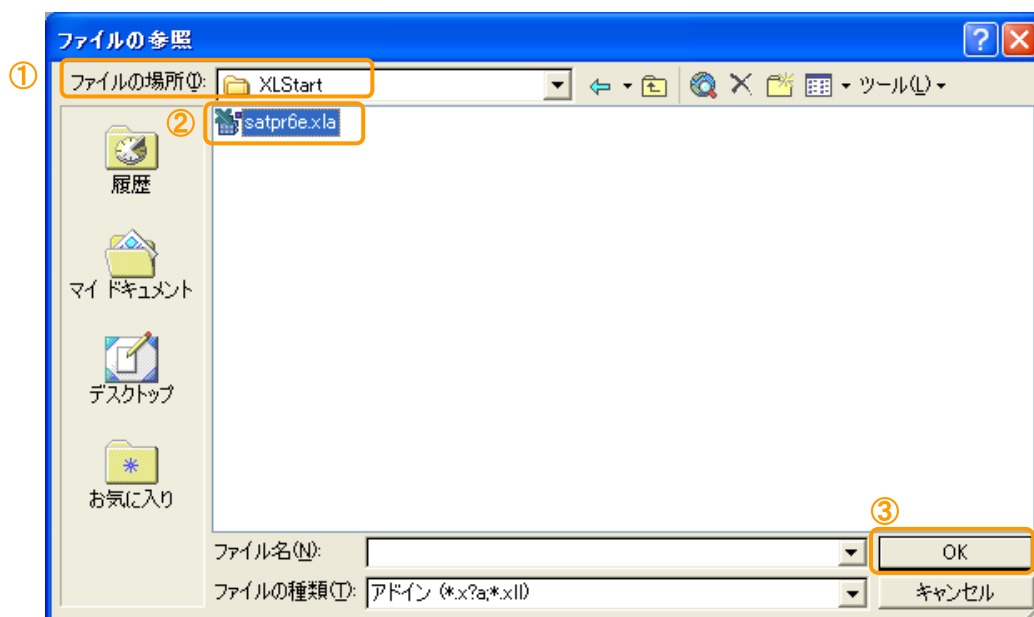 ファイルの参照
① ファイルの場所(I): XLStart ツール(L)
② satpr6e.xla
履歴
マイ ドキュメント
デスクトップ
お気に入り
③
ファイル名(N): OK
ファイルの種類(T): アドイン (*.x?a;*.xll) キャンセル